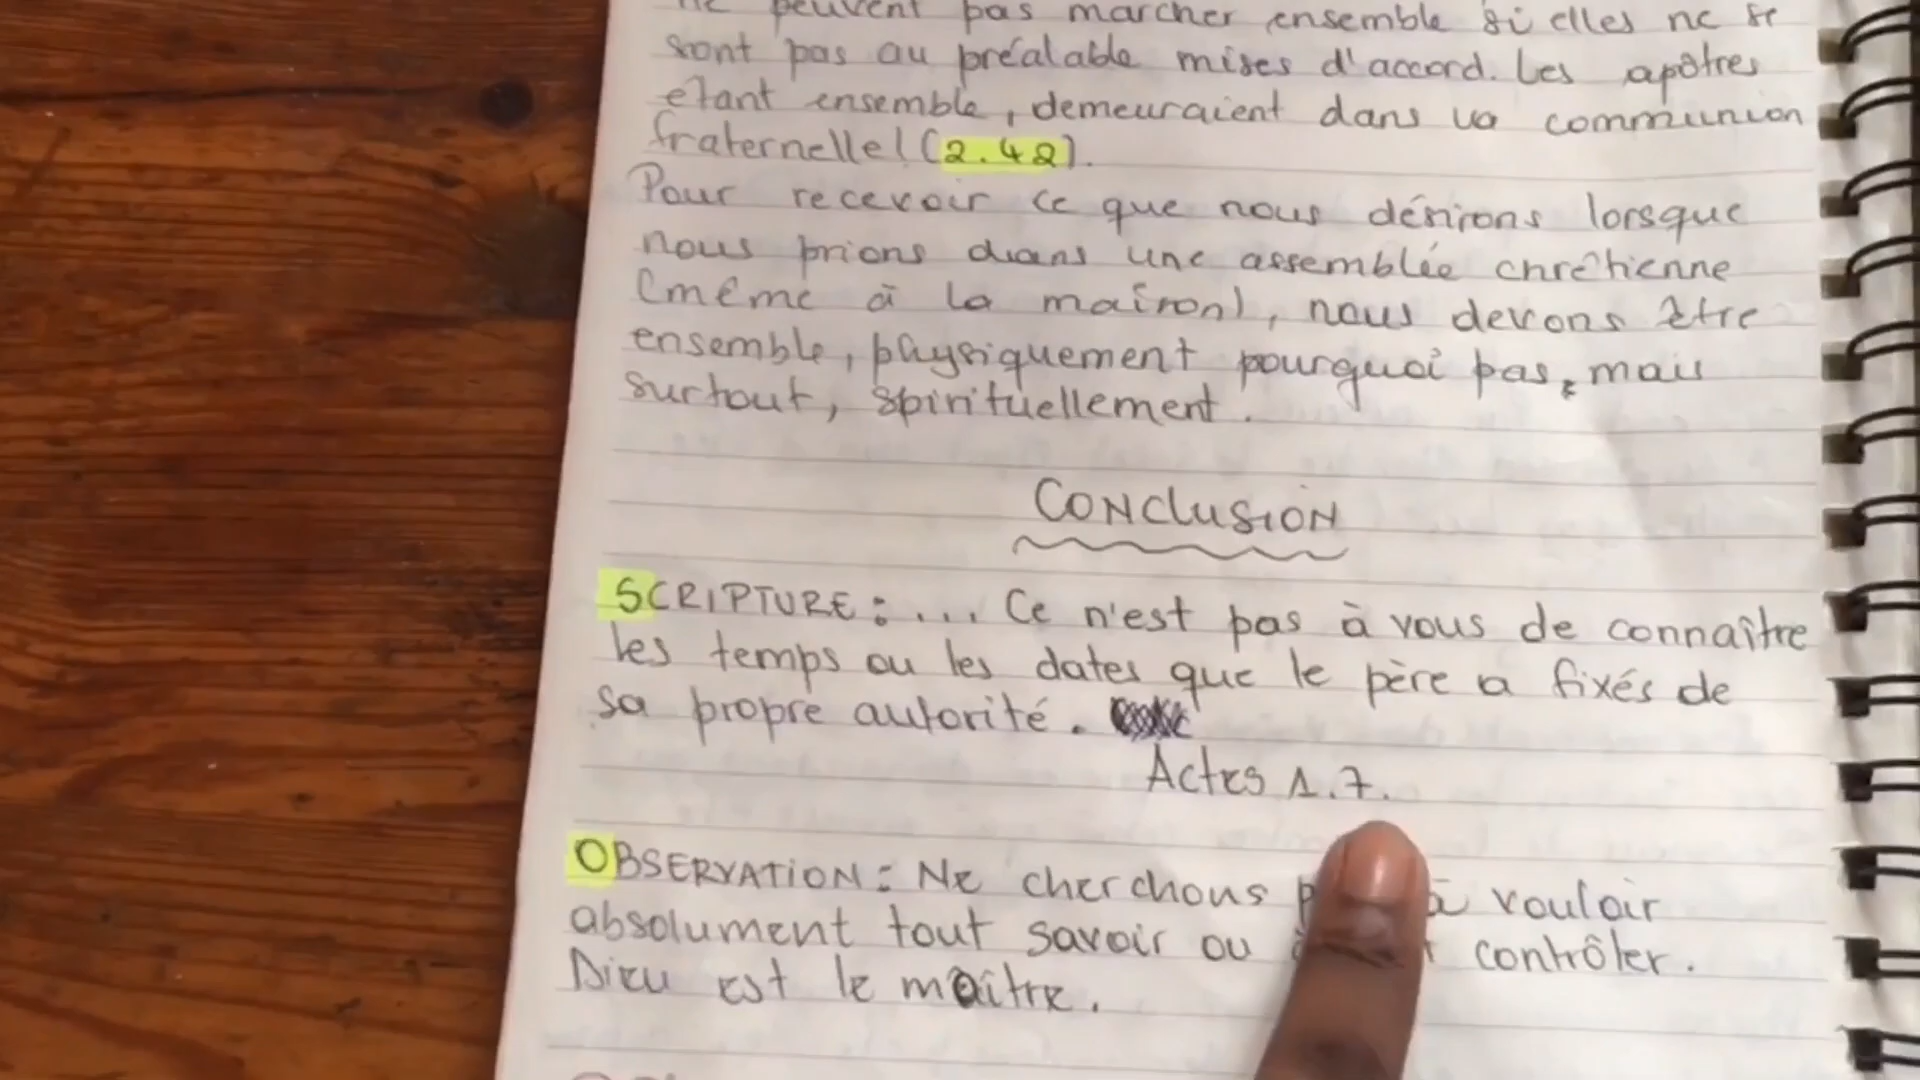 ne peuvent pas marcher ensemble si elles ne se
sont pas au préalable mises d'accord. Les apôtres
etant ensemble, demeuraient dans la communion
fraternelle! (2.42).
Pour recevoir ce que nous désirons lorsque
nous prions dans une assemblée chrétienne
(même à la maison), nous devons être
ensemble, physiquement pourquoi pas, mais
surtout, spirituellement.
CONCLUSION
SCRIPTURE: ... Ce n'est pas à vous de connaître
les temps ou les dates que le père a fixés de
sa propre autorité.
Actes 1.7.
OBSERVATION: Ne cherchons à vouloir
absolument tout savoir ou contrôler.
Dieu est le maître.